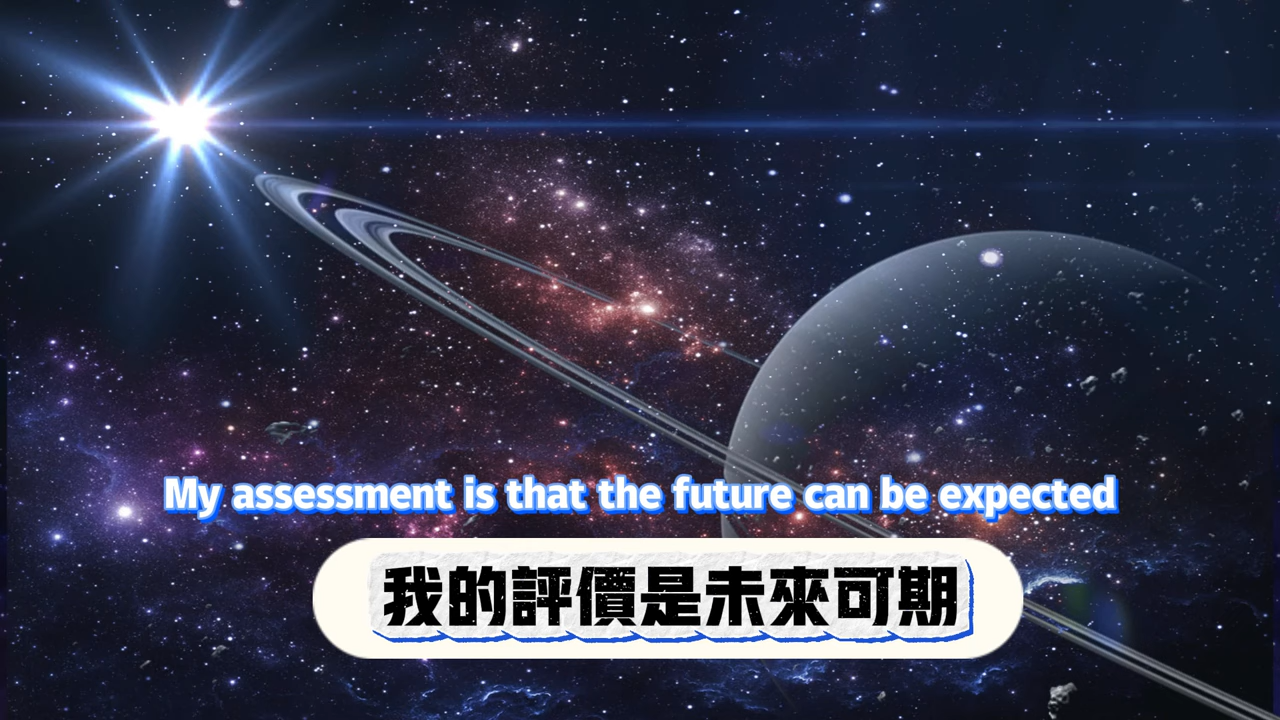 My assessment is that the future can be expected
我的評價是未來可期